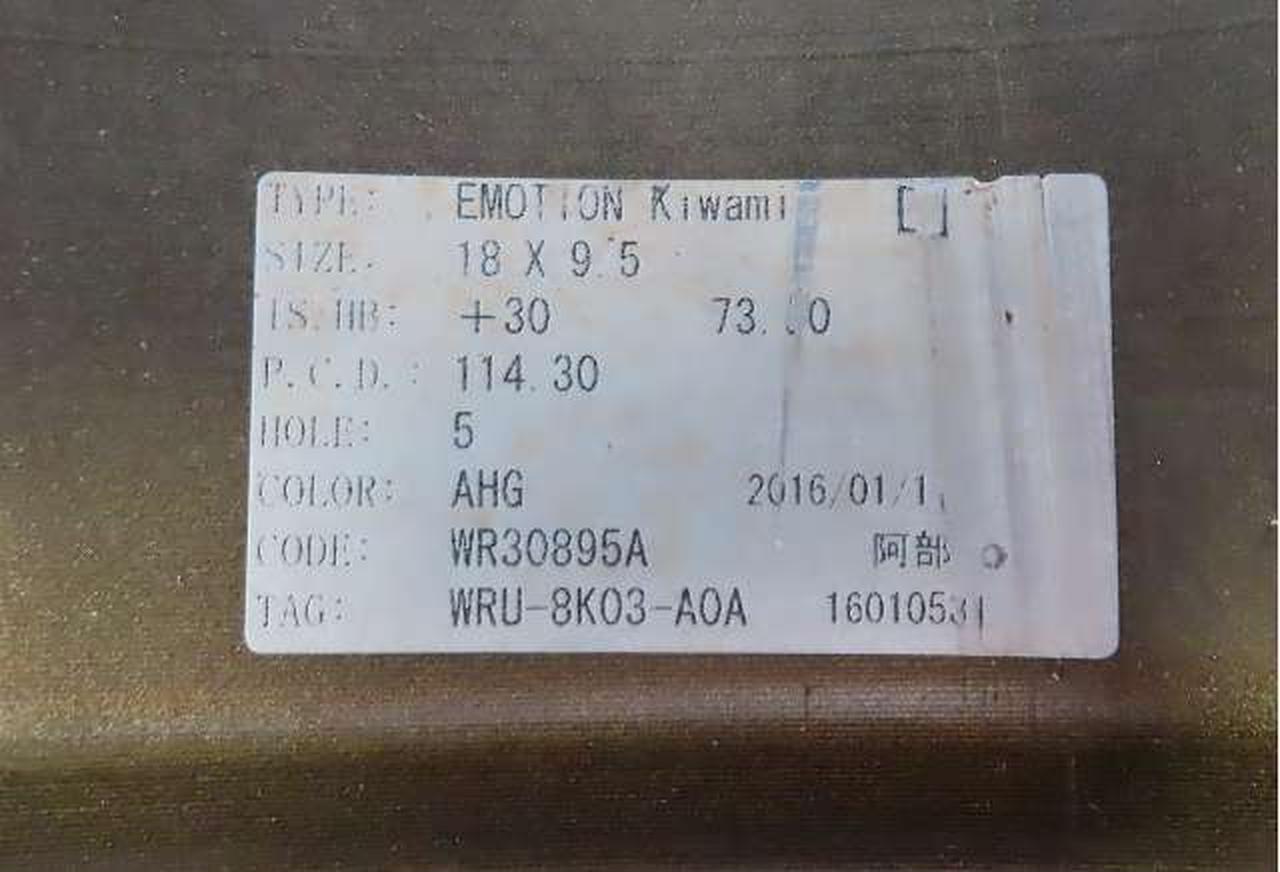 TYPE: EMOTION Kiwami [ ]
SIZE: 18 X 9.5
IS.HB: +30
P.C.D.: 114.30
HOLE: 5
COLOR: AHG
CODE: WR30895A 阿部
TAG: WRU-8K03-A0A